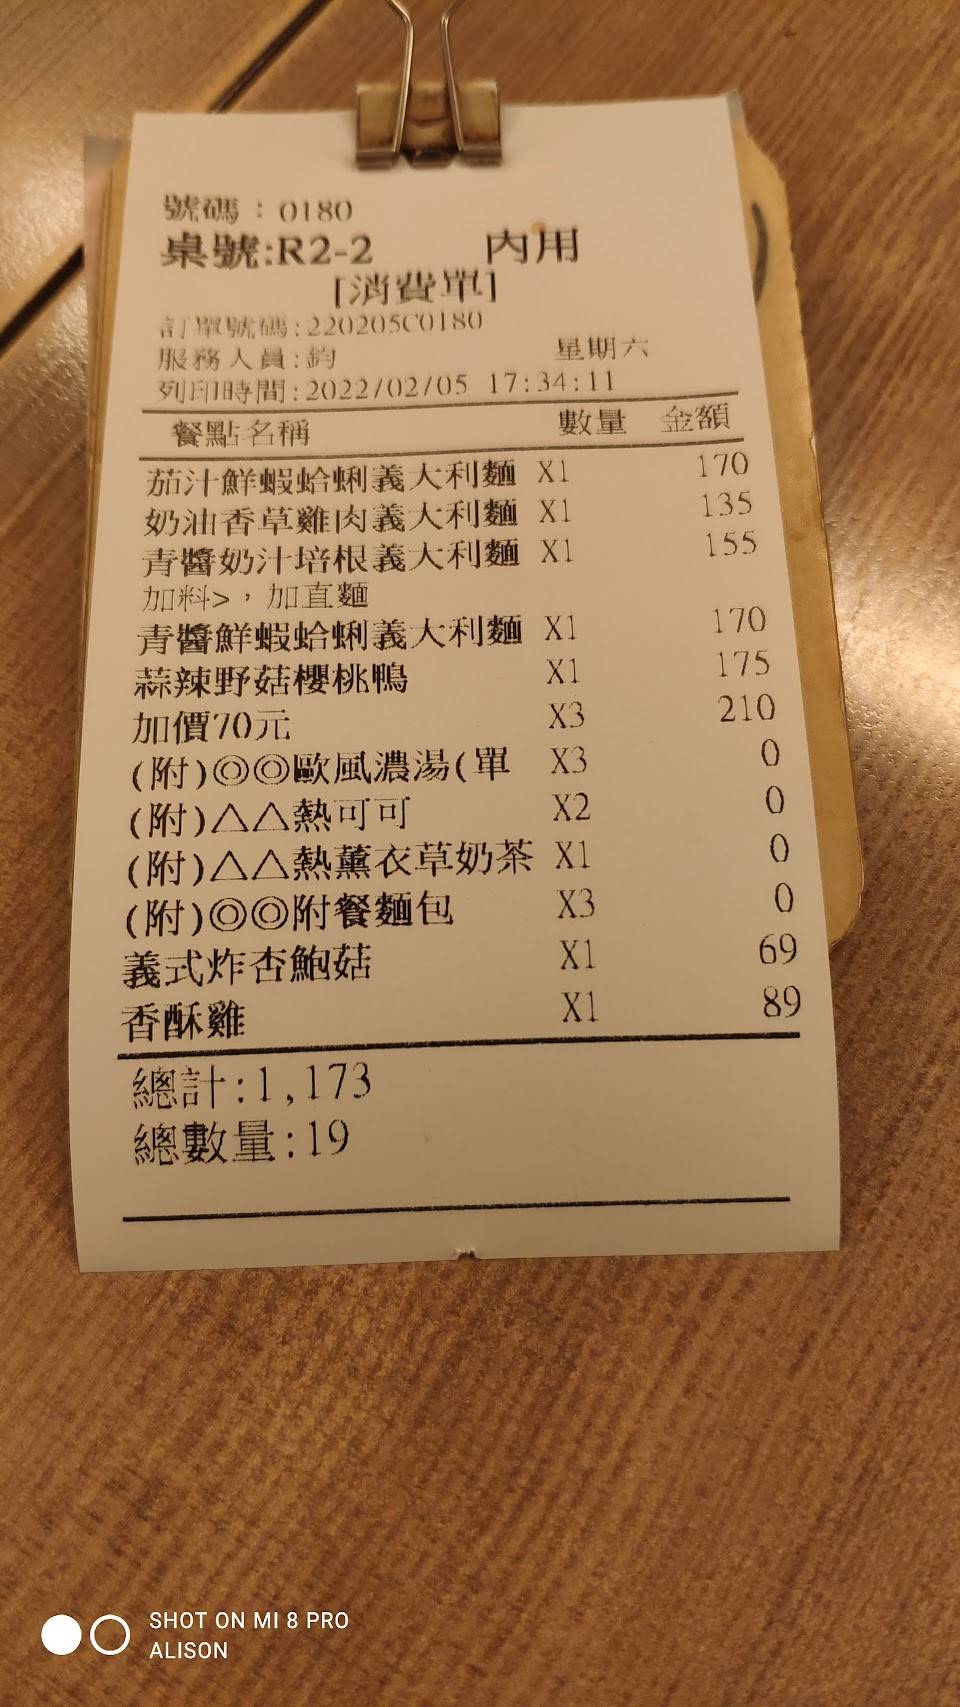 號碼：0180
桌號:R2-2 內用
[消費單]
訂單號碼:220205C0180
服務人員:鈞 星期六
列印時間:2022/02/05 17:34:11
餐點名稱 數量 金額
茄汁鮮蝦蛤蜊義大利麵 X1 170
奶油香草雞肉義大利麵 X1 135
青醬奶汁培根義大利麵 X1 155
加料>，加直麵
青醬鮮蝦蛤蜊義大利麵 X1 170
蒜辣野菇櫻桃鴨 X1 175
加價70元 X3 210
(附)◎◎歐風濃湯(單 X3 0
(附)△△熱可可 X2 0
(附)△△熱薰衣草奶茶 X1 0
(附)◎◎附餐麵包 X3 0
義式炸杏鮑菇 X1 69
香酥雞 X1 89
總計:1,173
總數量:19
SHOT ON MI 8 PRO
ALISON